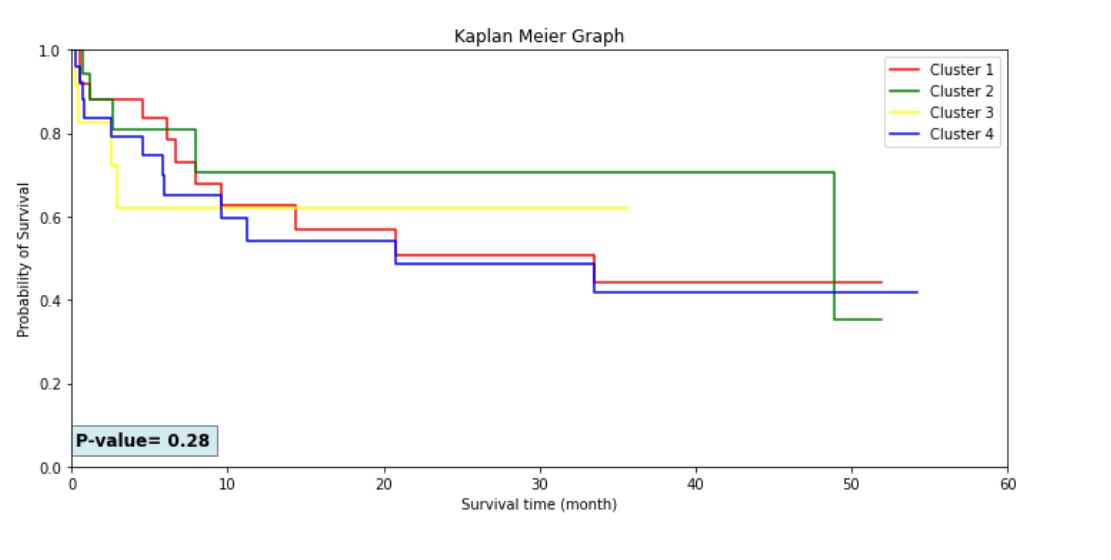 Kaplan Meier Graph
Cluster 1
Cluster 2
Cluster 3
Cluster 4
Probability of Survival
1.0
0.8
0.6
0.4
0.2
0.0
P-value= 0.28
0 10 20 30 40 50 60
Survival time (month)